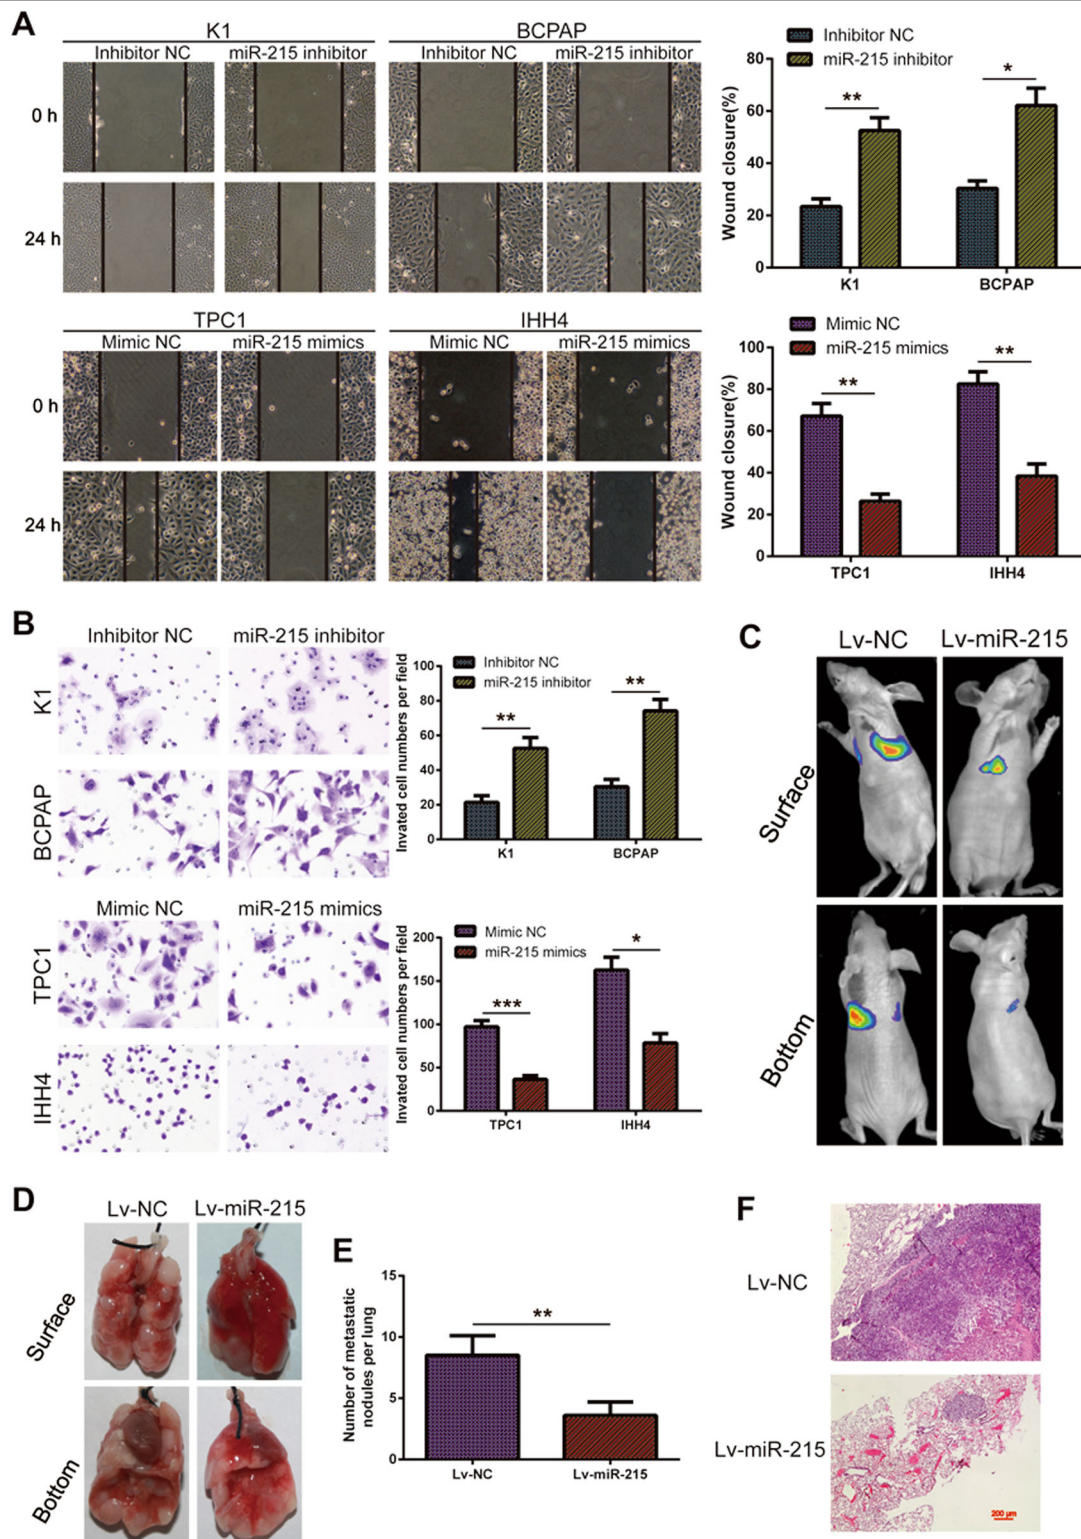 A
K1
BCPAP
Inhibitor NC
miR-215 inhibitor
Inhibitor NC
miR-215 inhibitor
0 h
24 h
Inhibitor NC
miR-215 inhibitor
Wound closure(%)
80
60
40
20
0
**
*
K1
BCPAP
TPC1
IHH4
Mimic NC
miR-215 mimics
Mimic NC
miR-215 mimics
0 h
24 h
Mimic NC
miR-215 mimics
Wound closure(%)
100
80
60
40
20
0
**
**
TPC1
IHH4
B
Inhibitor NC
miR-215 inhibitor
K1
BCPAP
Inhibitor NC
miR-215 inhibitor
Invated cell numbers per field
100
80
60
40
20
0
**
**
K1
BCPAP
Mimic NC
miR-215 mimics
TPC1
IHH4
Mimic NC
miR-215 mimics
Invated cell numbers per field
200
150
100
50
0
***
*
TPC1
IHH4
C
Lv-NC
Lv-miR-215
Surface
Bottom
D
Lv-NC
Lv-miR-215
Surface
Bottom
E
Number of metastatic
nodules per lung
15
10
5
0
**
Lv-NC
Lv-miR-215
F
Lv-NC
Lv-miR-215
200 μm